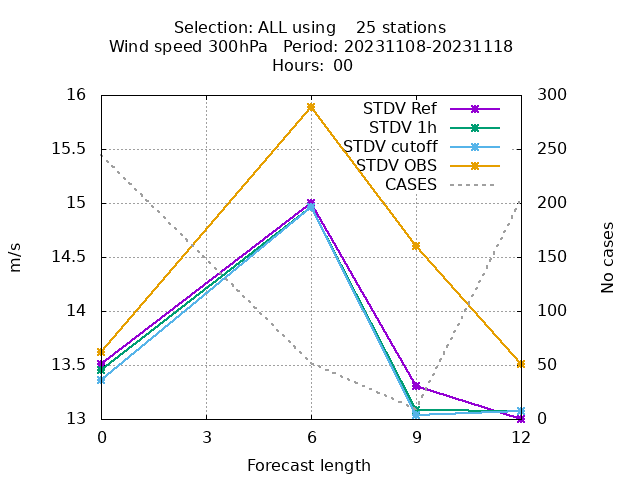 Selection: ALL using    25 stations
Wind speed 300hPa   Period: 20231108-20231118
Hours:  00
STDV Ref
STDV 1h
STDV cutoff
STDV OBS
CASES
16
15.5
15
14.5
14
13.5
13
300
250
200
150
100
50
0
m/s
No cases
0 3 6 9 12
Forecast length